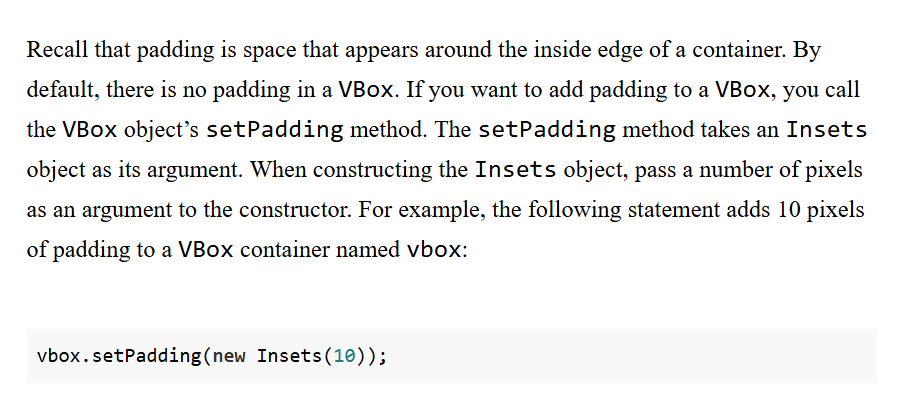 Recall that padding is space that appears around the inside edge of a container. By
default, there is no padding in a VBox. If you want to add padding to a VBox, you call
the VBox object’s setPadding method. The setPadding method takes an Insets
object as its argument. When constructing the Insets object, pass a number of pixels
as an argument to the constructor. For example, the following statement adds 10 pixels
of padding to a VBox container named vbox:
vbox.setPadding(new Insets(10));